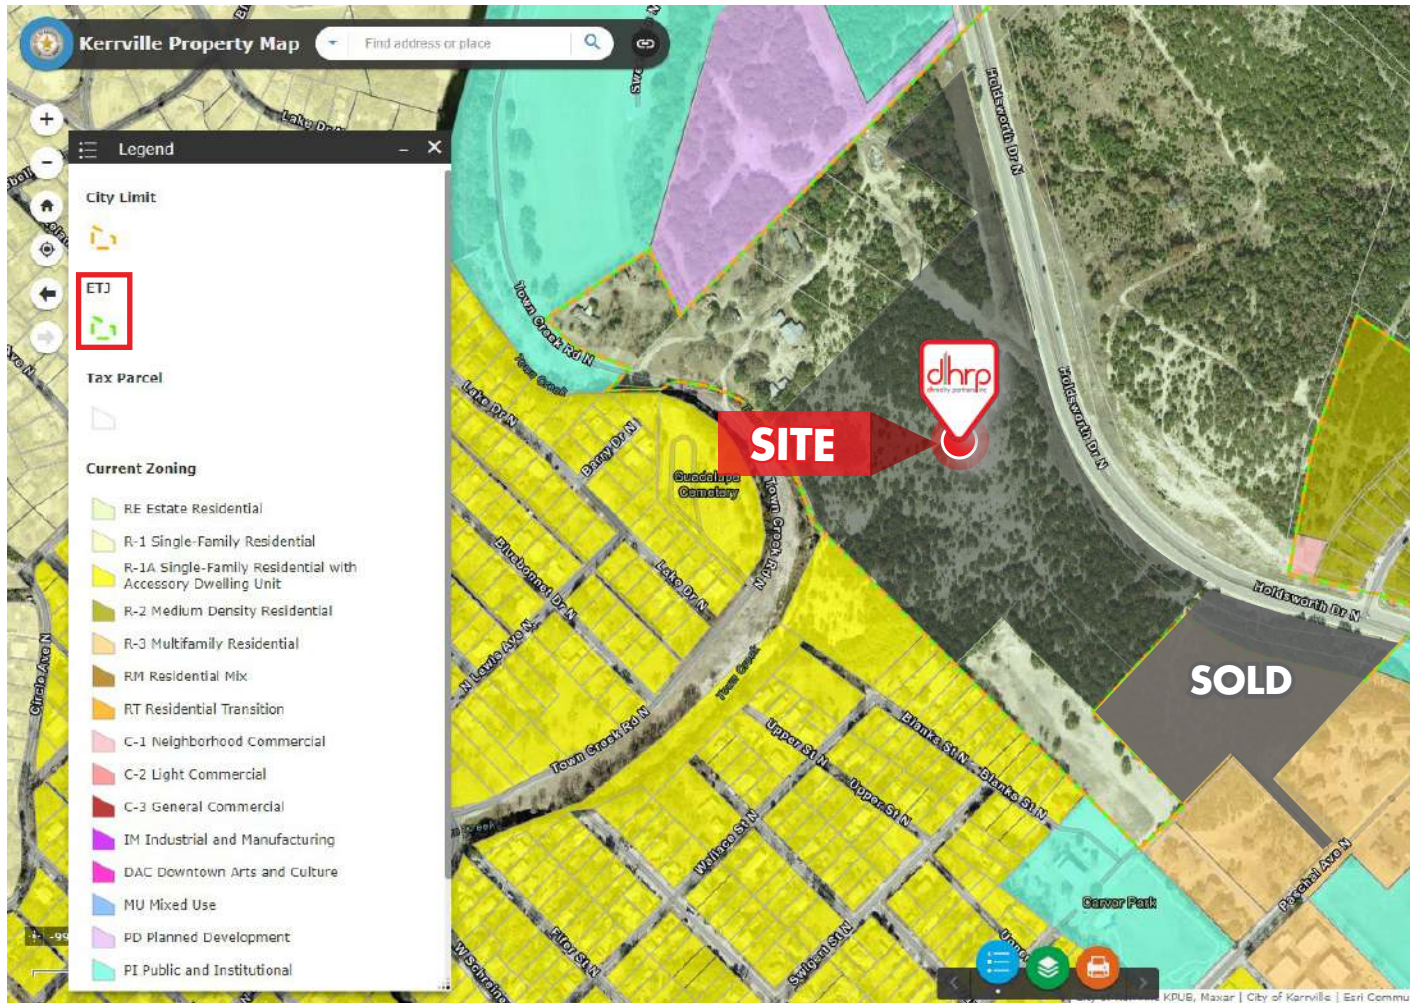 Kerrville Property Map
Find address or place
Legend
City Limit
ETJ
Tax Parcel
Current Zoning
RE Estate Residential
R-1 Single-Family Residential
R-1A Single-Family Residential with
Accessory Dwelling Unit
R-2 Medium Density Residential
R-3 Multifamily Residential
RM Residential Mix
RT Residential Transition
C-1 Neighborhood Commercial
C-2 Light Commercial
C-3 General Commercial
IM Industrial and Manufacturing
DAC Downtown Arts and Culture
MU Mixed Use
PD Planned Development
PI Public and Institutional
Lake Dr N
Holdsworth Dr N
Town Creek Rd N
Town Creek
Lake Dr N
Barry Dr N
Guadalupe
Cemetery
Town Creek Rd N
Holdsworth Dr N
dhrp
SITE
Bluebonnet Dr N
Lake Dr N
N Lewis Ave N
Holdsworth Dr N
SOLD
Circle Ave N
Town Creek
Town Creek Rd N
Upper St N
Blanks St N
Blanks St N
Upper St N
Wallace St N
Paschal Ave N
Carver Park
Fifer St N
Swigert St N
W Schreiner
KPUB, Maxar | City of Kerrville | Esri Commu